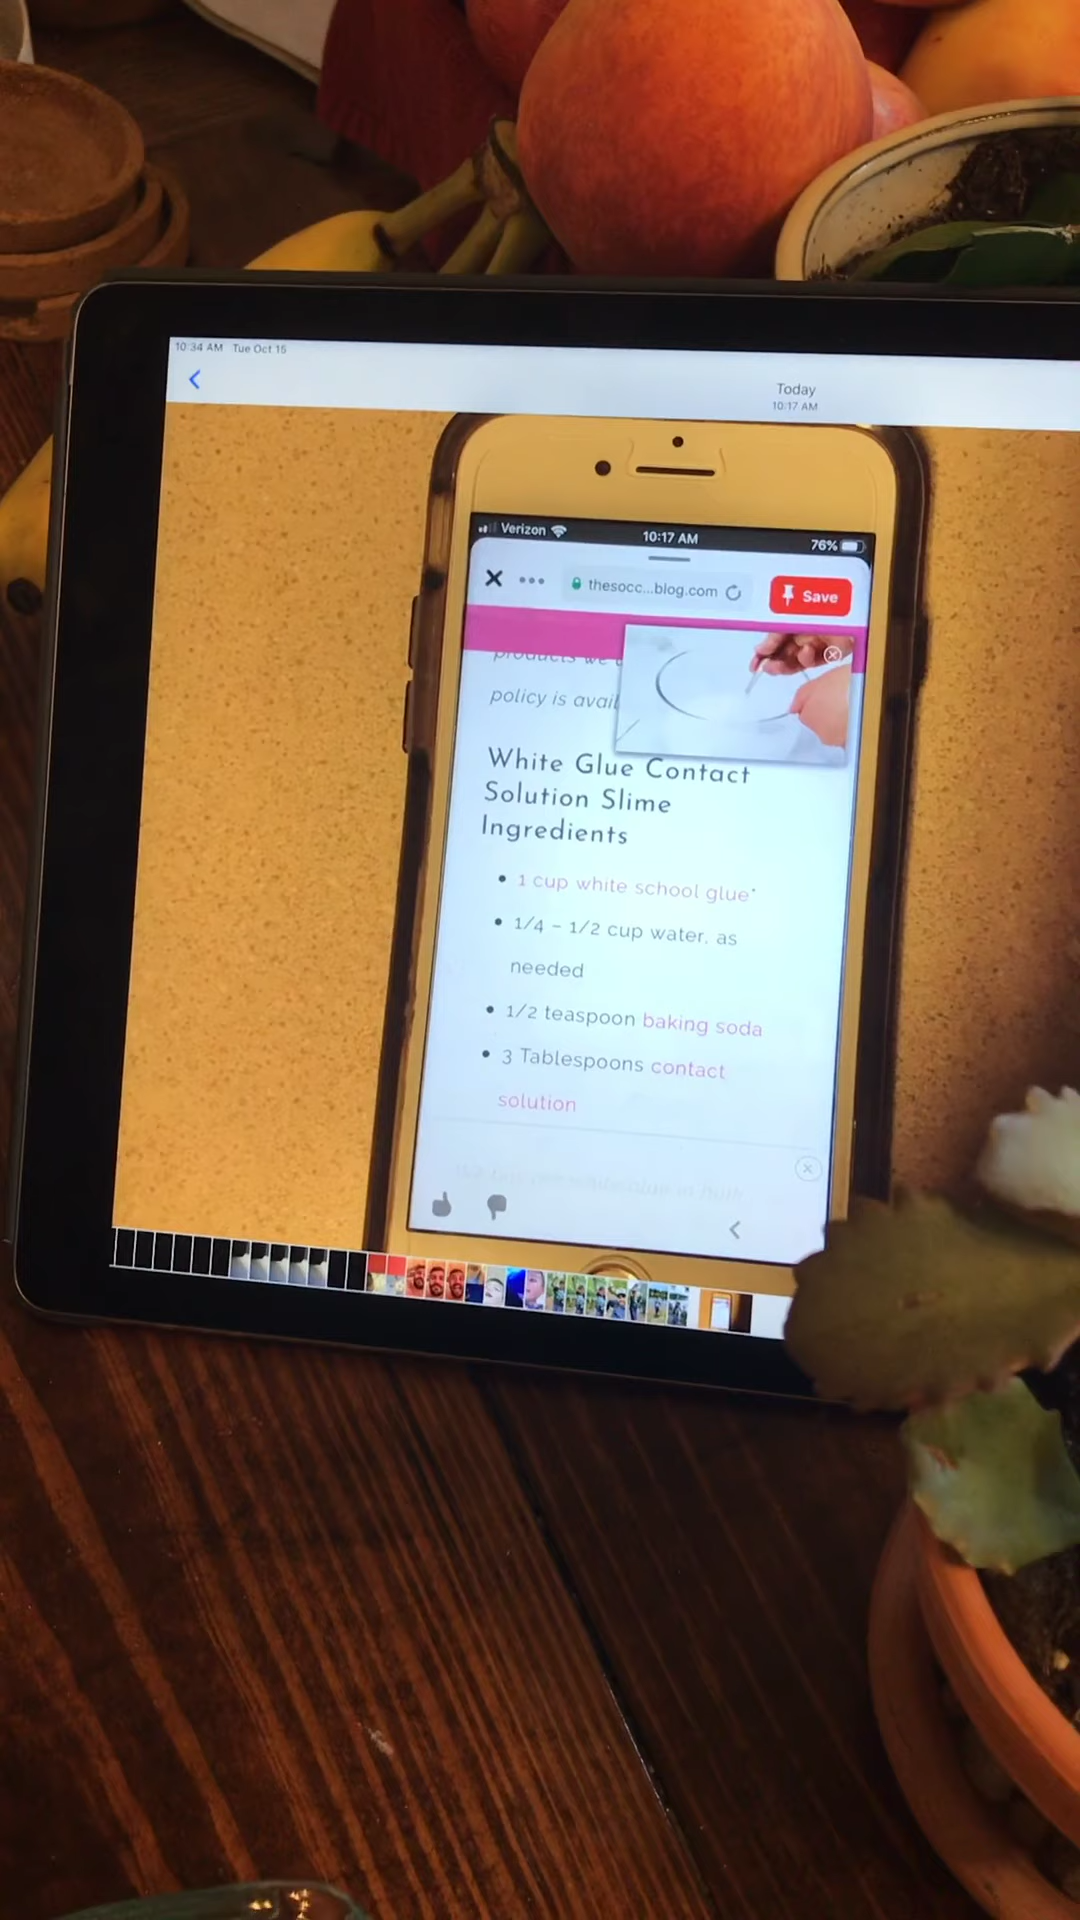 10:34 AM Tue Oct 15
Today
10:17 AM
Verizon 10:17 AM 76%
thesocc...blog.com Save
products we
policy is avail
White Glue Contact
Solution Slime
Ingredients
• 1 cup white school glue*
• 1/4 – 1/2 cup water, as
needed
• 1/2 teaspoon baking soda
• 3 Tablespoons contact
solution